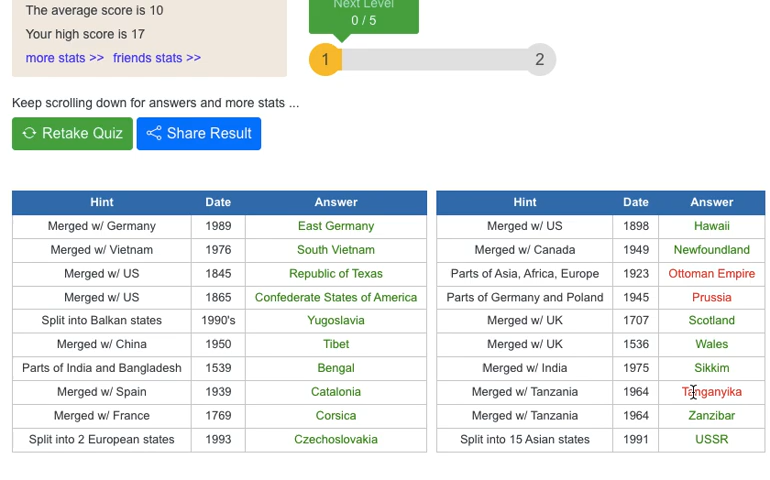 The average score is 10
Your high score is 17
more stats >> friends stats >>
Next Level
0 / 5
1
2
Keep scrolling down for answers and more stats ...
Retake Quiz
Share Result
Hint Date Answer
Merged w/ Germany 1989 East Germany
Merged w/ Vietnam 1976 South Vietnam
Merged w/ US 1845 Republic of Texas
Merged w/ US 1865 Confederate States of America
Split into Balkan states 1990's Yugoslavia
Merged w/ China 1950 Tibet
Parts of India and Bangladesh 1539 Bengal
Merged w/ Spain 1939 Catalonia
Merged w/ France 1769 Corsica
Split into 2 European states 1993 Czechoslovakia
Hint Date Answer
Merged w/ US 1898 Hawaii
Merged w/ Canada 1949 Newfoundland
Parts of Asia, Africa, Europe 1923 Ottoman Empire
Parts of Germany and Poland 1945 Prussia
Merged w/ UK 1707 Scotland
Merged w/ UK 1536 Wales
Merged w/ India 1975 Sikkim
Merged w/ Tanzania 1964 Tanganyika
Merged w/ Tanzania 1964 Zanzibar
Split into 15 Asian states 1991 USSR